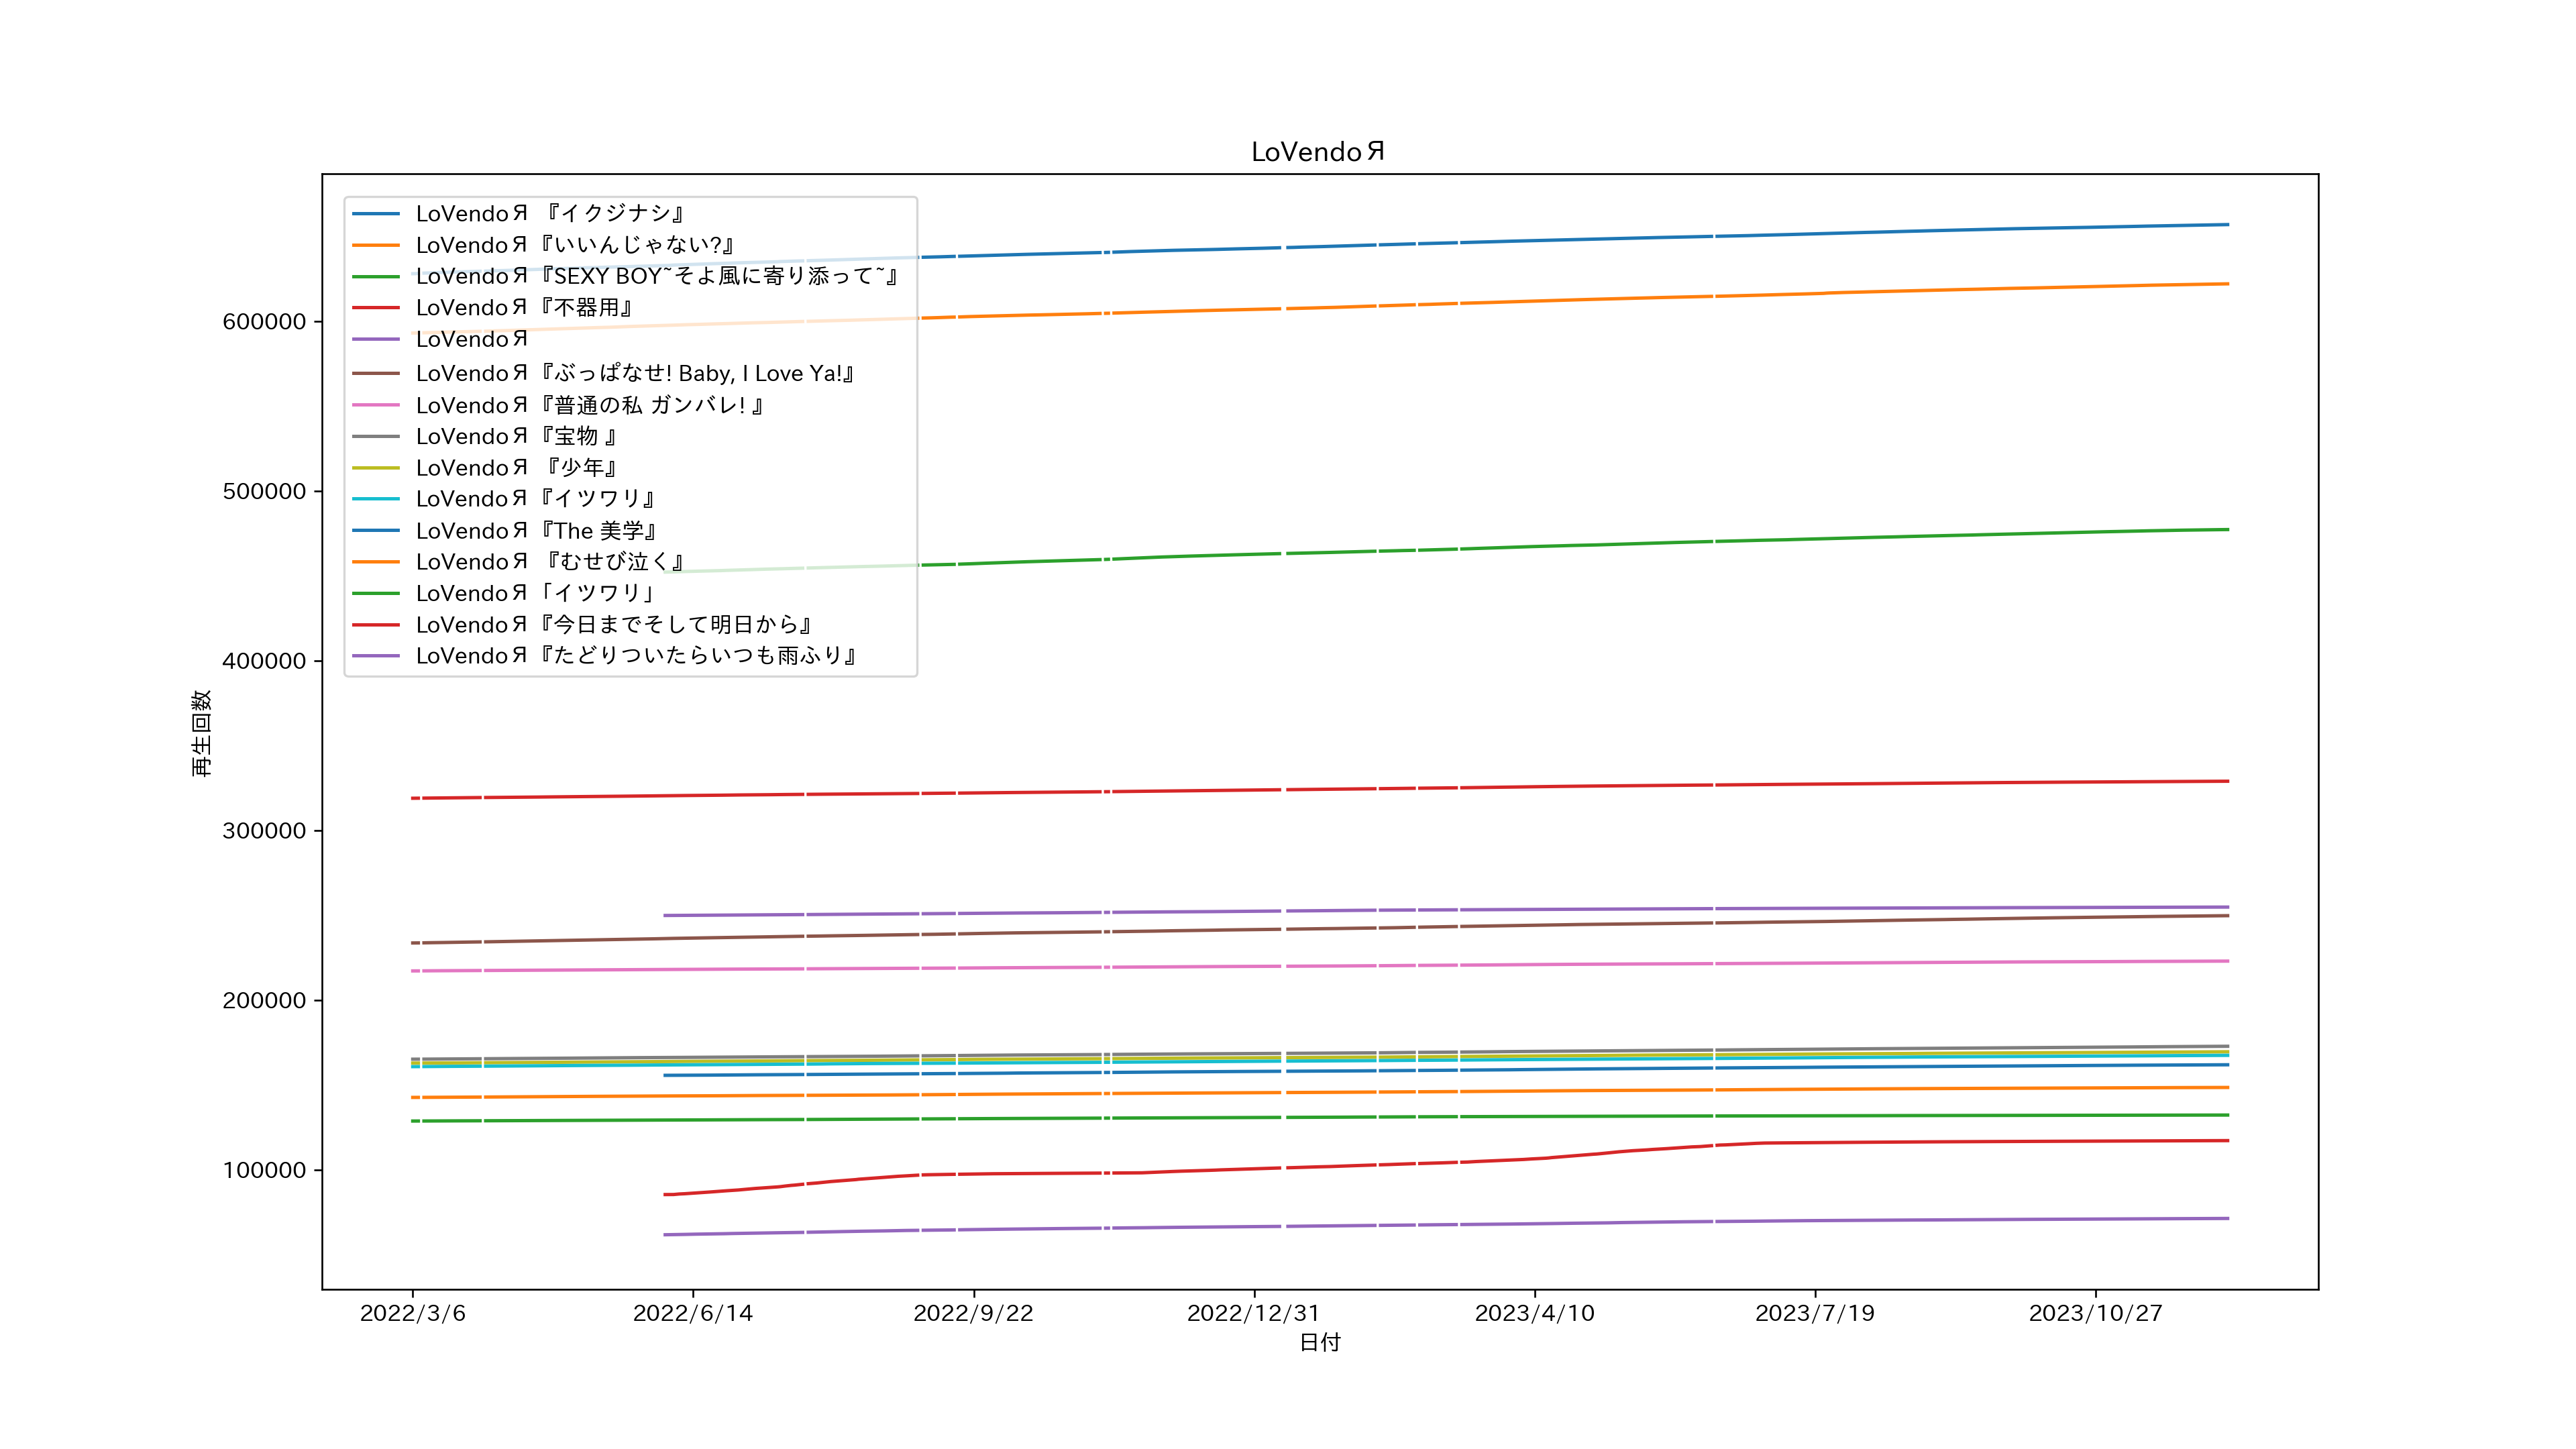 LoVendoЯ
LoVendoЯ 『イクジナシ』
LoVendoЯ『いいんじゃない?』
LoVendoЯ『SEXY BOY~そよ風に寄り添って~』
LoVendoЯ『不器用』
LoVendoЯ
LoVendoЯ『ぶっぱなせ! Baby, I Love Ya!』
LoVendoЯ『普通の私 ガンバレ! 』
LoVendoЯ『宝物 』
LoVendoЯ 『少年』
LoVendoЯ『イツワリ』
LoVendoЯ『The 美学』
LoVendoЯ 『むせび泣く』
LoVendoЯ「イツワリ」
LoVendoЯ『今日までそして明日から』
LoVendoЯ『たどりついたらいつも雨ふり』
600000
500000
400000
300000
200000
100000
再生回数
2022/3/6
2022/6/14
2022/9/22
2022/12/31
2023/4/10
2023/7/19
2023/10/27
日付